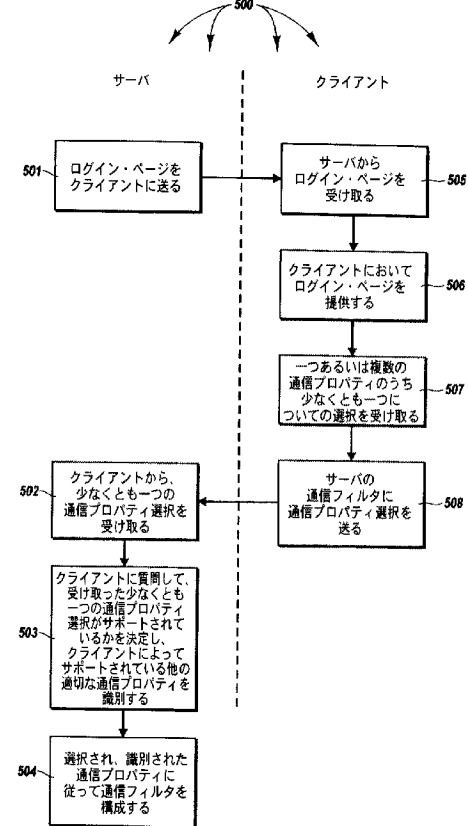 500
サーバ
クライアント
501
ログイン・ページを
クライアントに送る
サーバから
ログイン・ページを
受け取る
505
クライアントにおいて
ログイン・ページを
提供する
506
一つあるいは複数の
通信プロパティのうち
少なくとも一つに
ついての選択を受け取る
507
サーバの
通信フィルタに
通信プロパティ選択を
送る
508
502
クライアントから、
少なくとも一つの
通信プロパティ選択を
受け取る
503
クライアントに質問して、
受け取った少なくとも
一つの通信プロパティ
選択がサポートされて
いるかを決定し、
クライアントによって
サポートされている他の
適切な通信プロパティを
識別する
504
選択され、識別された
通信プロパティに
従って通信フィルタを
構成する